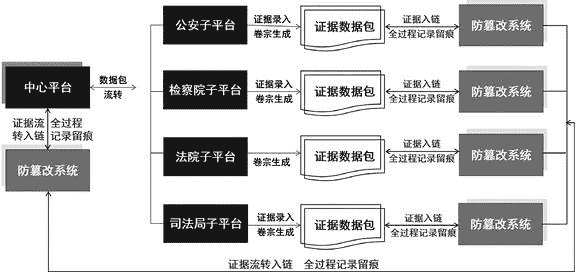 公安子平台
证据录入
卷宗生成
证据数据包
证据入链
全过程记录留痕
防篡改系统
中心平台
数据包
流转
检察院子平台
证据录入
卷宗生成
证据数据包
证据入链
全过程记录留痕
防篡改系统
证据流 全过程
转入链 记录留痕
防篡改系统
法院子平台
卷宗生成
证据数据包
证据入链
全过程记录留痕
防篡改系统
司法局子平台
证据录入
卷宗生成
证据数据包
证据入链
全过程记录留痕
防篡改系统
证据流转入链 全过程记录留痕